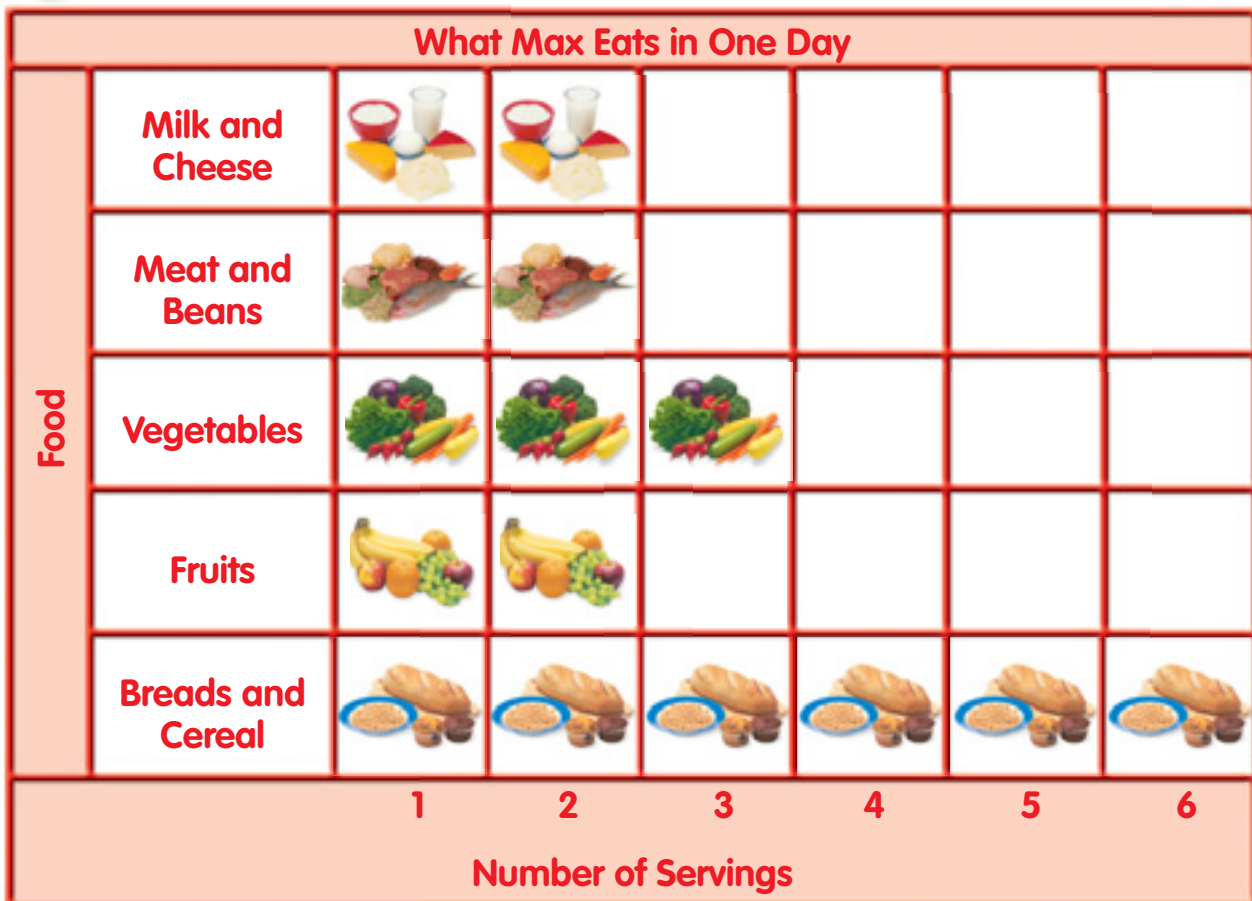 What Max Eats in One Day
Food
Milk and
Cheese
Meat and
Beans
Vegetables
Fruits
Breads and
Cereal
1 2 3 4 5 6
Number of Servings